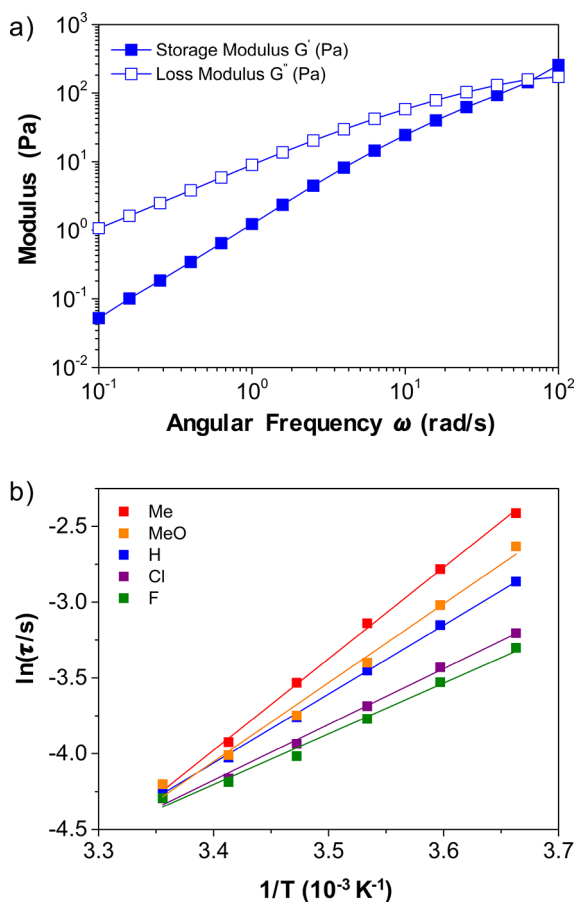 a)
10³
10²
10¹
10⁰
10⁻¹
10⁻²
Modulus (Pa)
Storage Modulus G' (Pa)
Loss Modulus G'' (Pa)
10⁻¹ 10⁰ 10¹ 10²
Angular Frequency ω (rad/s)
b)
-2.5
-3.0
-3.5
-4.0
-4.5
ln(τ/s)
Me
MeO
H
Cl
F
3.3 3.4 3.5 3.6 3.7
1/T (10⁻³ K⁻¹)